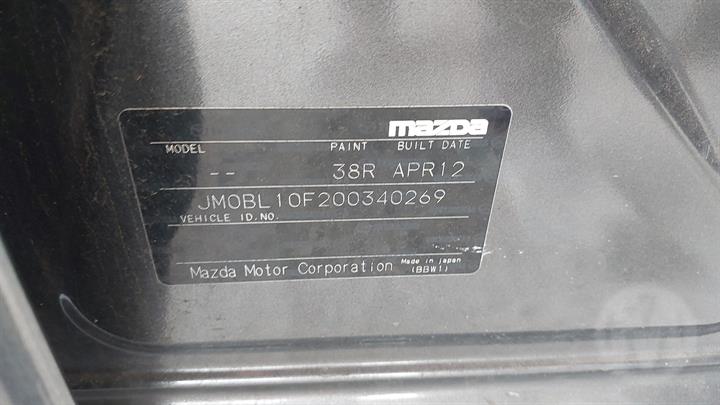 mazda
MODEL PAINT BUILT DATE
-- 38R APR12
JM0BL10F200340269
VEHICLE ID.NO.
Mazda Motor Corporation Made in japan
(BBW1)